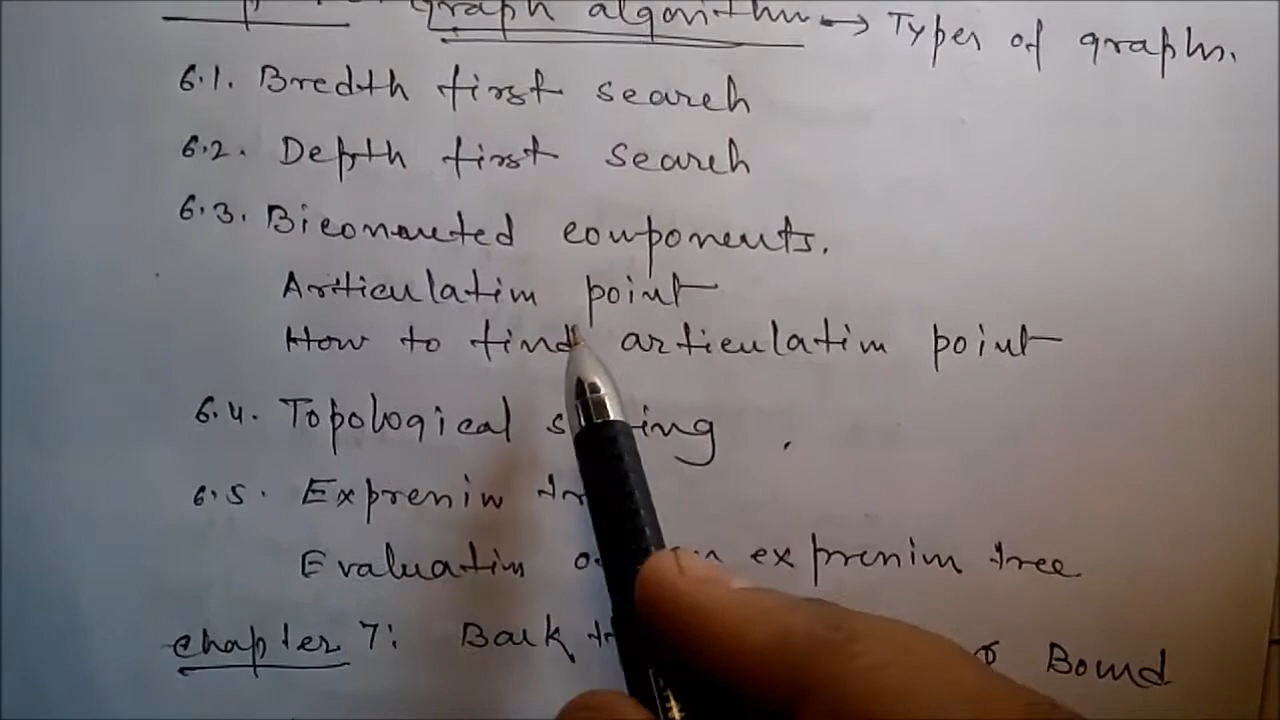 graph algorithm → Types of graphs.
6.1. Bredth first search
6.2. Depth first search
6.3. Biconnected components.
Articulation point
How to find articulation point
6.4. Topological
6.5. Expression
Evaluation expression tree
chapter 7: Back Bound